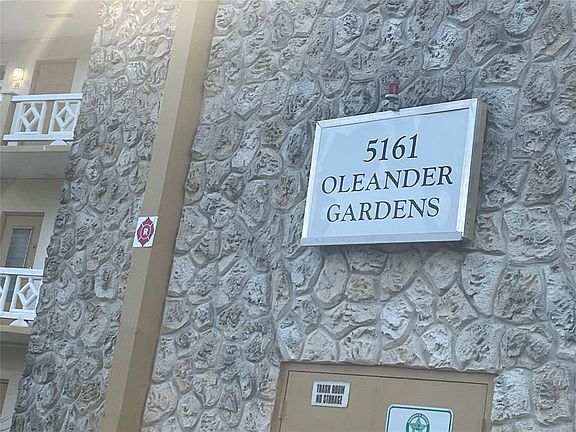 5161
OLEANDER
GARDENS
R
TRASH ROOM
NO STORAGE